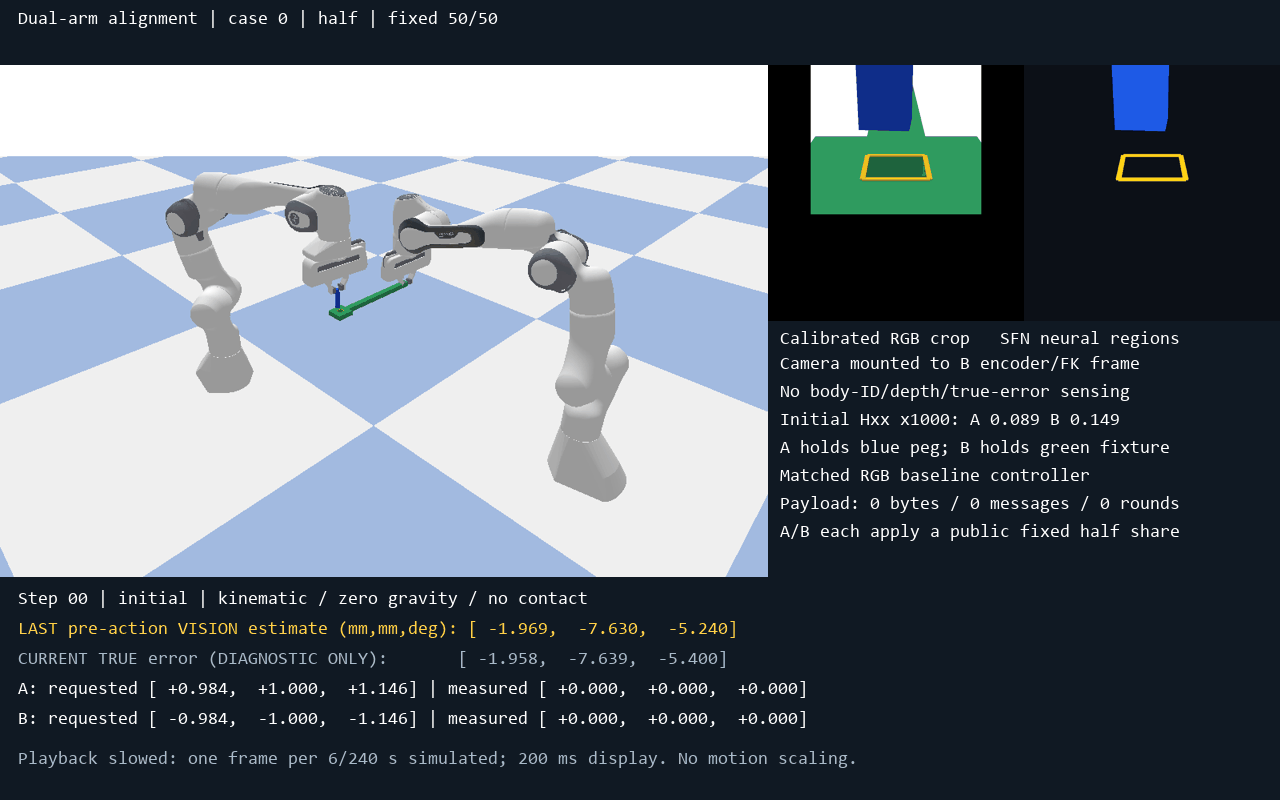 Dual-arm alignment | case 0 | half | fixed 50/50
Calibrated RGB crop   SFN neural regions
Camera mounted to B encoder/FK frame
No body-ID/depth/true-error sensing
Initial Hxx x1000: A 0.089 B 0.149
A holds blue peg; B holds green fixture
Matched RGB baseline controller
Payload: 0 bytes / 0 messages / 0 rounds
A/B each apply a public fixed half share
Step 00 | initial | kinematic / zero gravity / no contact
LAST pre-action VISION estimate (mm,mm,deg): [ -1.969,  -7.630,  -5.240]
CURRENT TRUE error (DIAGNOSTIC ONLY):       [ -1.958,  -7.639,  -5.400]
A: requested [ +0.984,  +1.000,  +1.146] | measured [ +0.000,  +0.000,  +0.000]
B: requested [ -0.984,  -1.000,  -1.146] | measured [ +0.000,  +0.000,  +0.000]
Playback slowed: one frame per 6/240 s simulated; 200 ms display. No motion scaling.